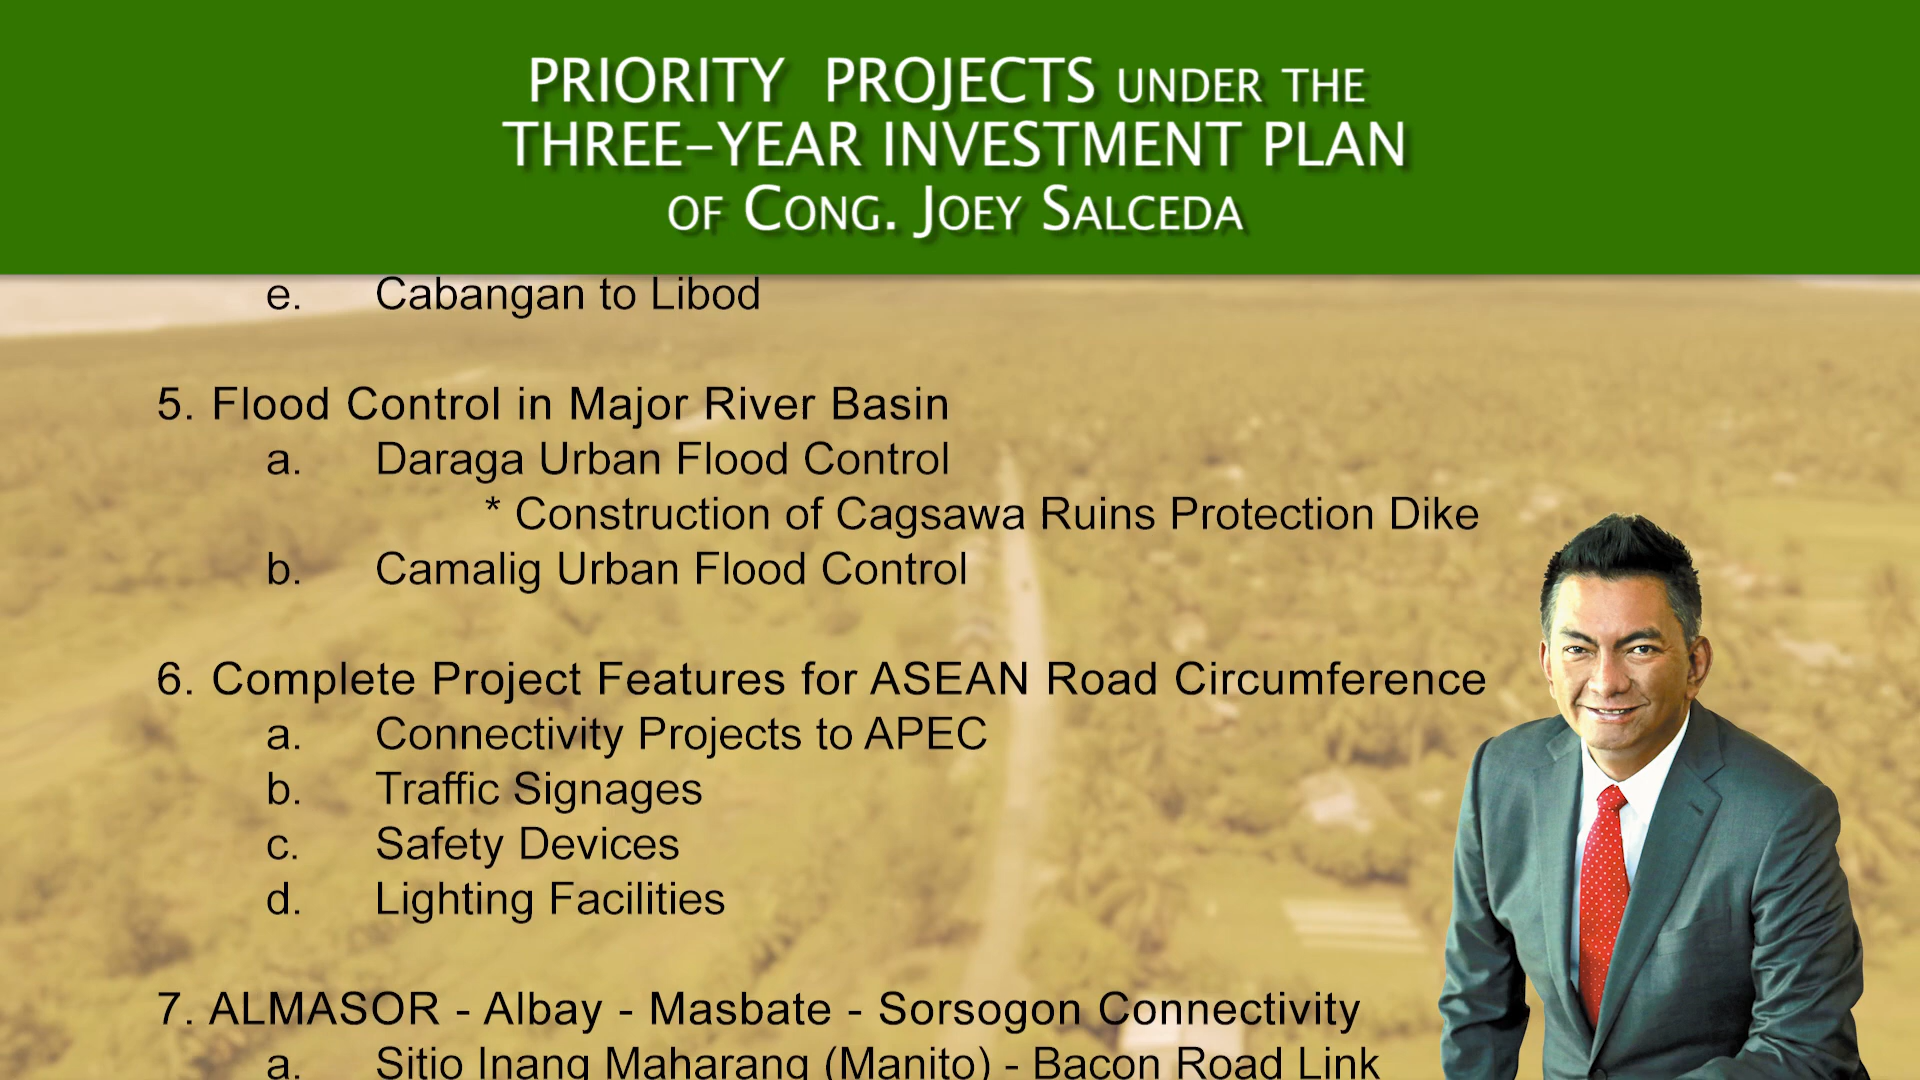 PRIORITY PROJECTS UNDER THE
THREE-YEAR INVESTMENT PLAN
OF CONG. JOEY SALCEDA
e. Cabangan to Libod
5. Flood Control in Major River Basin
a. Daraga Urban Flood Control
* Construction of Cagsawa Ruins Protection Dike
b. Camalig Urban Flood Control
6. Complete Project Features for ASEAN Road Circumference
a. Connectivity Projects to APEC
b. Traffic Signages
c. Safety Devices
d. Lighting Facilities
7. ALMASOR - Albay - Masbate - Sorsogon Connectivity
a. Sitio Inang Maharang (Manito) - Bacon Road Link